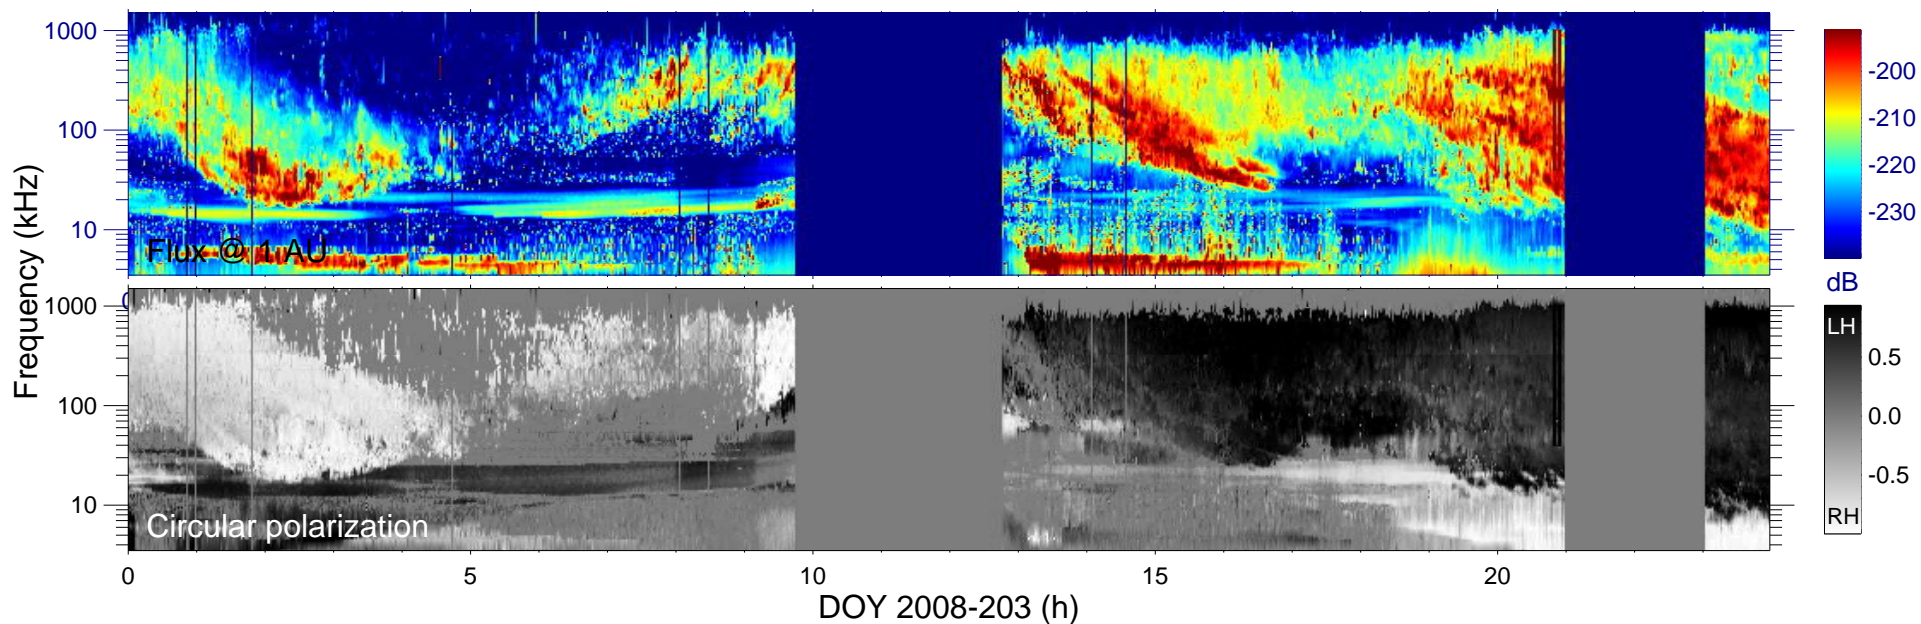 1000
100
10
Flux @ 1 AU
-200
-210
-220
-230
dB
0
1000
100
10
Circular polarization
LH
0.5
0.0
-0.5
RH
Frequency (kHz)
0 5 10 15 20
DOY 2008-203 (h)